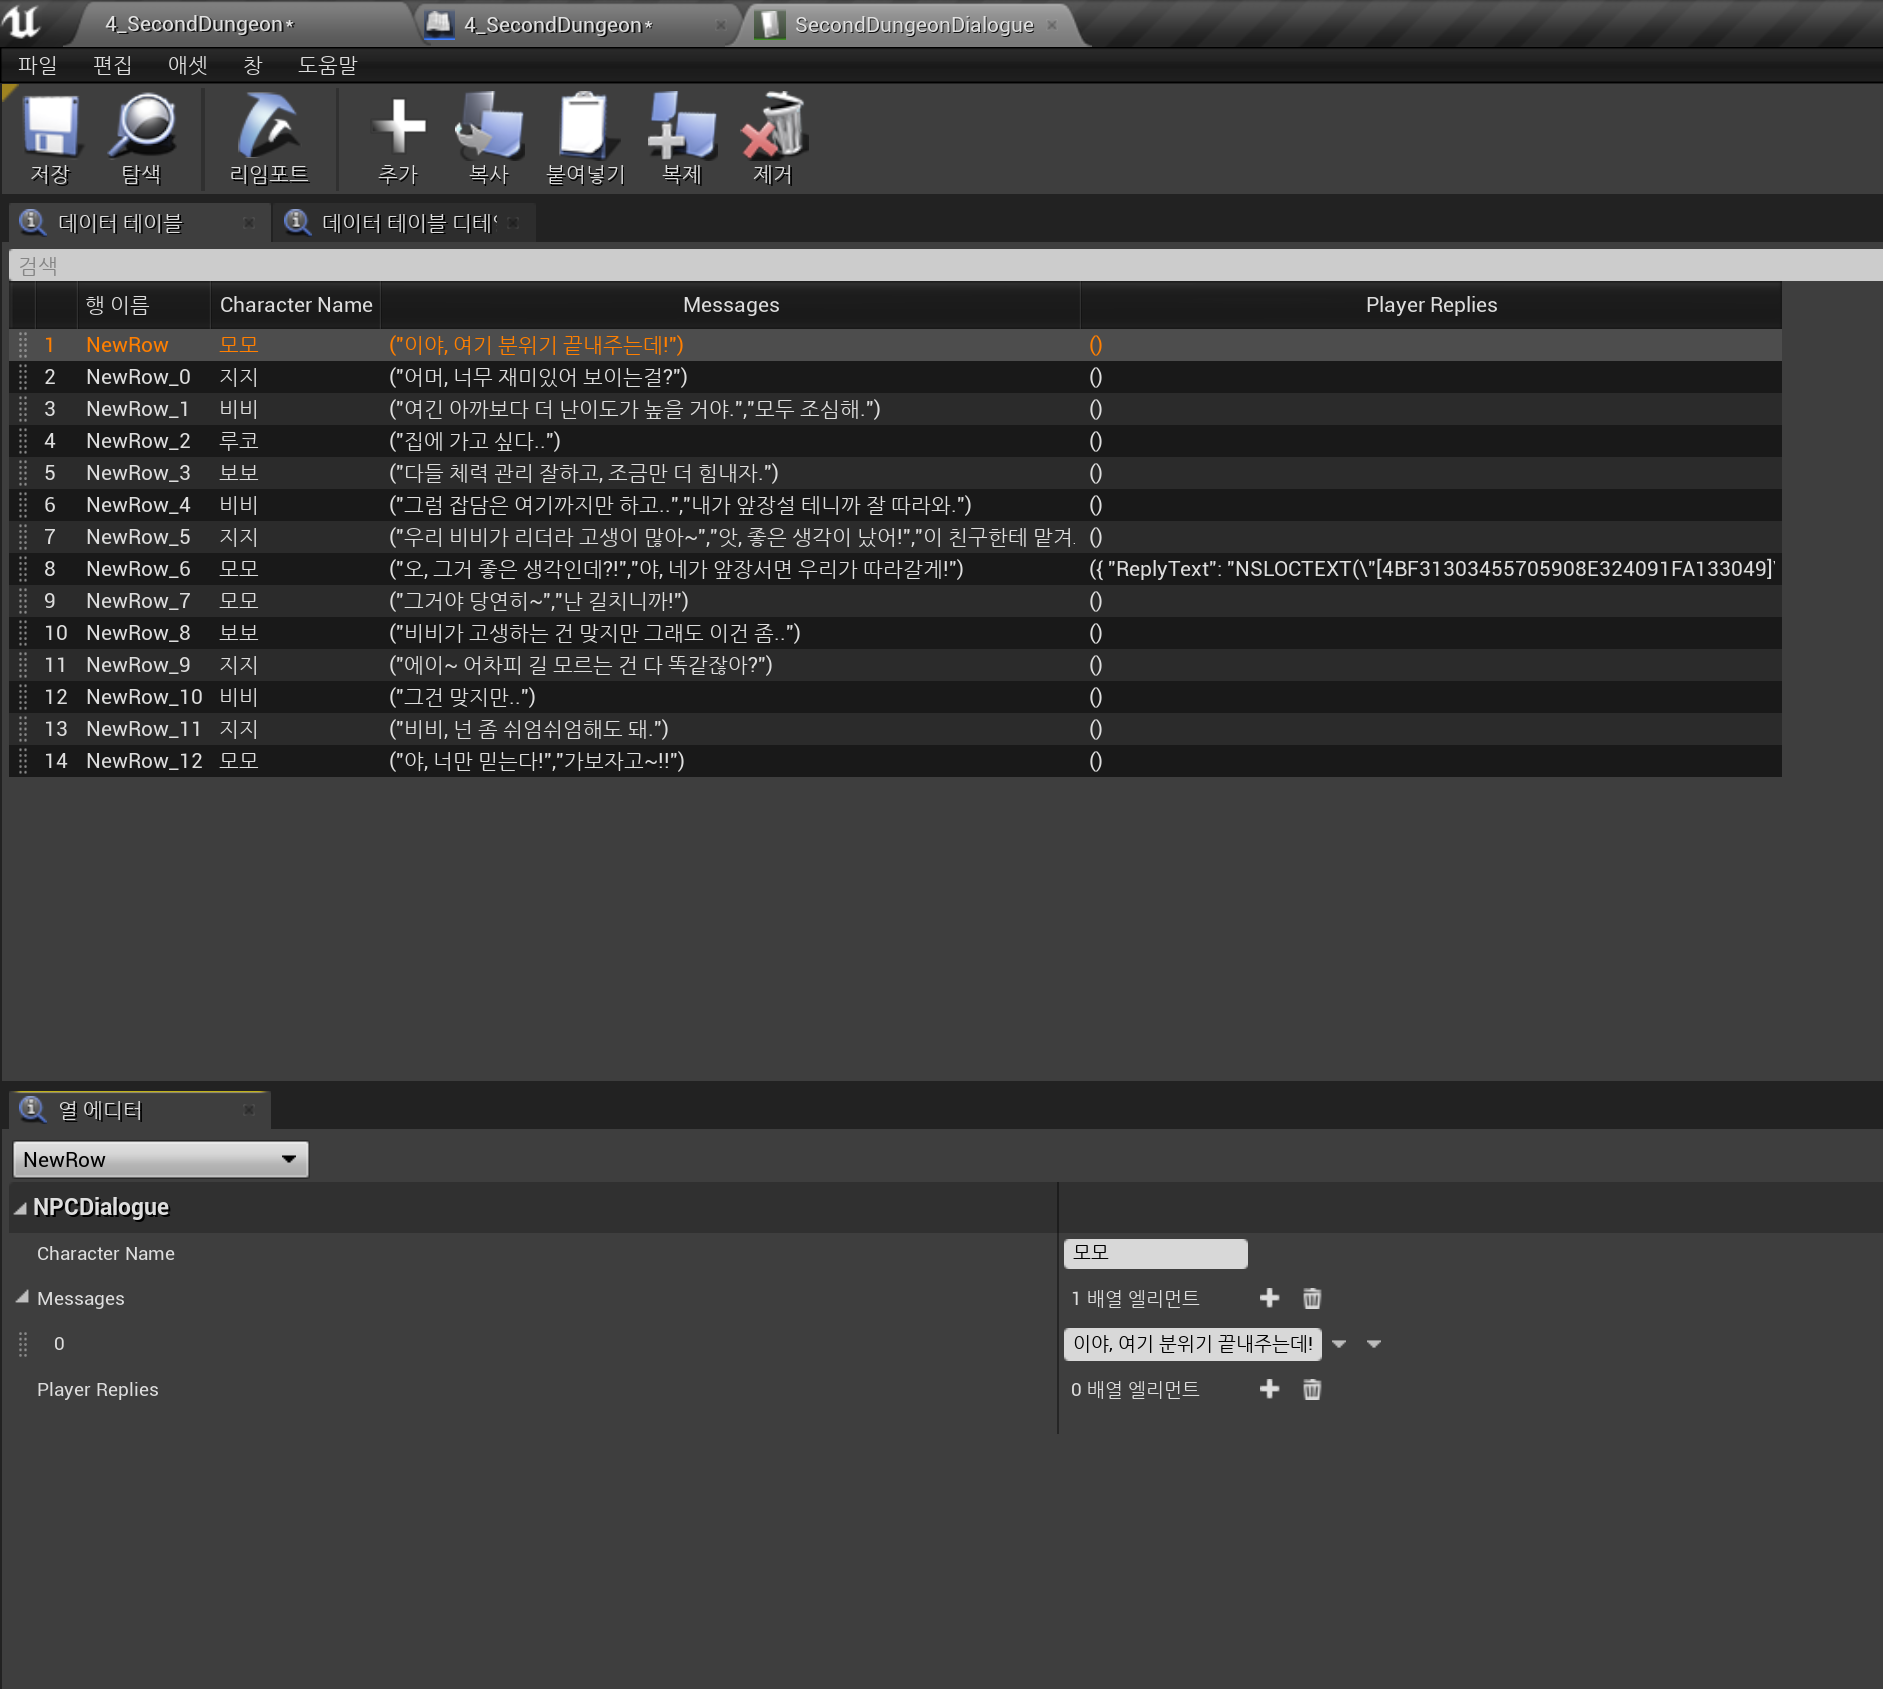 4_SecondDungeon* 4_SecondDungeon* SecondDungeonDialogue
파일 편집 애셋 창 도움말
저장 탐색 리임포트 추가 복사 붙여넣기 복제 제거
데이터 테이블 데이터 테이블 디테
검색
행 이름 Character Name Messages Player Replies
1 NewRow 모모 ("이야, 여기 분위기 끝내주는데!") ()
2 NewRow_0 지지 ("어머, 너무 재미있어 보이는걸?") ()
3 NewRow_1 비비 ("여긴 아까보다 더 난이도가 높을 거야.","모두 조심해.") ()
4 NewRow_2 루코 ("집에 가고 싶다..") ()
5 NewRow_3 보보 ("다들 체력 관리 잘하고, 조금만 더 힘내자.") ()
6 NewRow_4 비비 ("그럼 잡담은 여기까지만 하고..","내가 앞장설 테니까 잘 따라와.") ()
7 NewRow_5 지지 ("우리 비비가 리더라 고생이 많아~","앗, 좋은 생각이 났어!","이 친구한테 맡겨. ()
8 NewRow_6 모모 ("오, 그거 좋은 생각인데?!","야, 네가 앞장서면 우리가 따라갈게!") ({ "ReplyText": "NSLOCTEXT(\"[4BF31303455705908E324091FA133049]'
9 NewRow_7 모모 ("그거야 당연히~","난 길치니까!") ()
10 NewRow_8 보보 ("비비가 고생하는 건 맞지만 그래도 이건 좀..") ()
11 NewRow_9 지지 ("에이~ 어차피 길 모르는 건 다 똑같잖아?") ()
12 NewRow_10 비비 ("그건 맞지만..") ()
13 NewRow_11 지지 ("비비, 넌 좀 쉬엄쉬엄해도 돼.") ()
14 NewRow_12 모모 ("야, 너만 믿는다!","가보자고~!!") ()
열 에디터
NewRow
NPCDialogue
Character Name 모모
Messages 1 배열 엘리먼트
0 이야, 여기 분위기 끝내주는데!
Player Replies 0 배열 엘리먼트